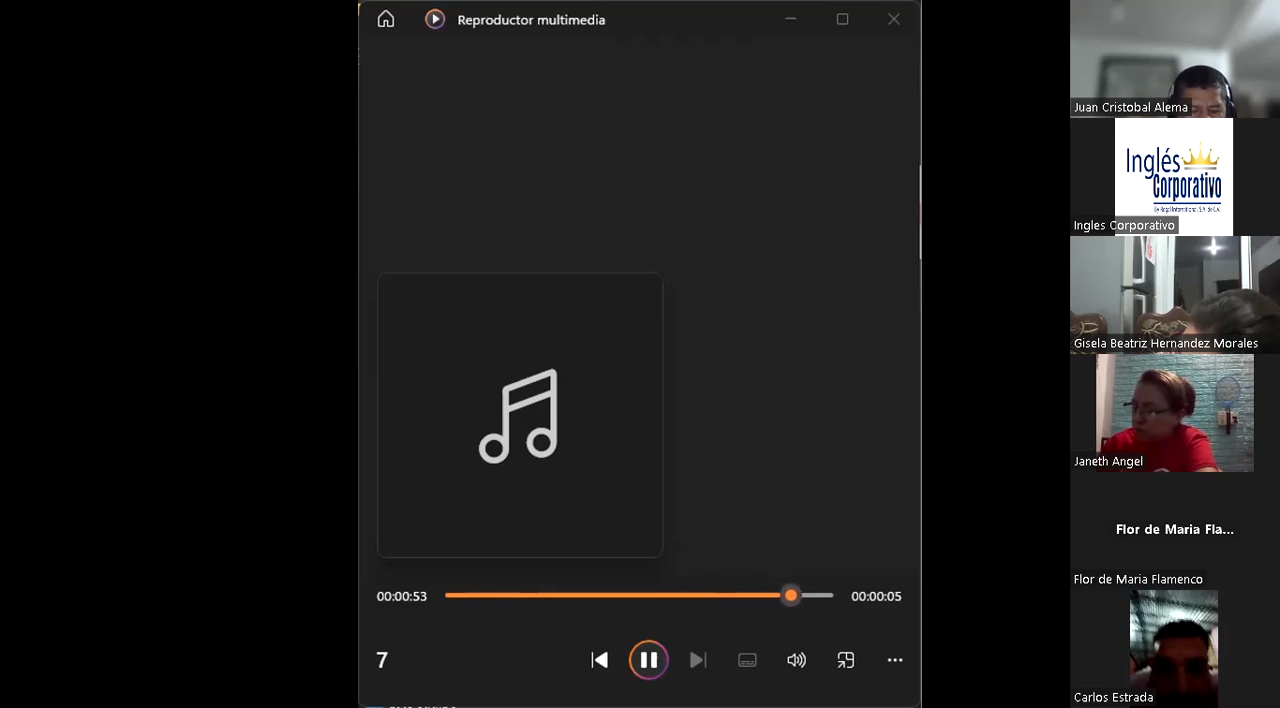 Reproductor multimedia
00:00:53
00:00:05
7
Juan Cristobal Alema
Inglés
Corporativo
Ingles Corporativo
Gisela Beatriz Hernandez Morales
Janeth Angel
Flor de Maria Fla...
Flor de Maria Flamenco
Carlos Estrada